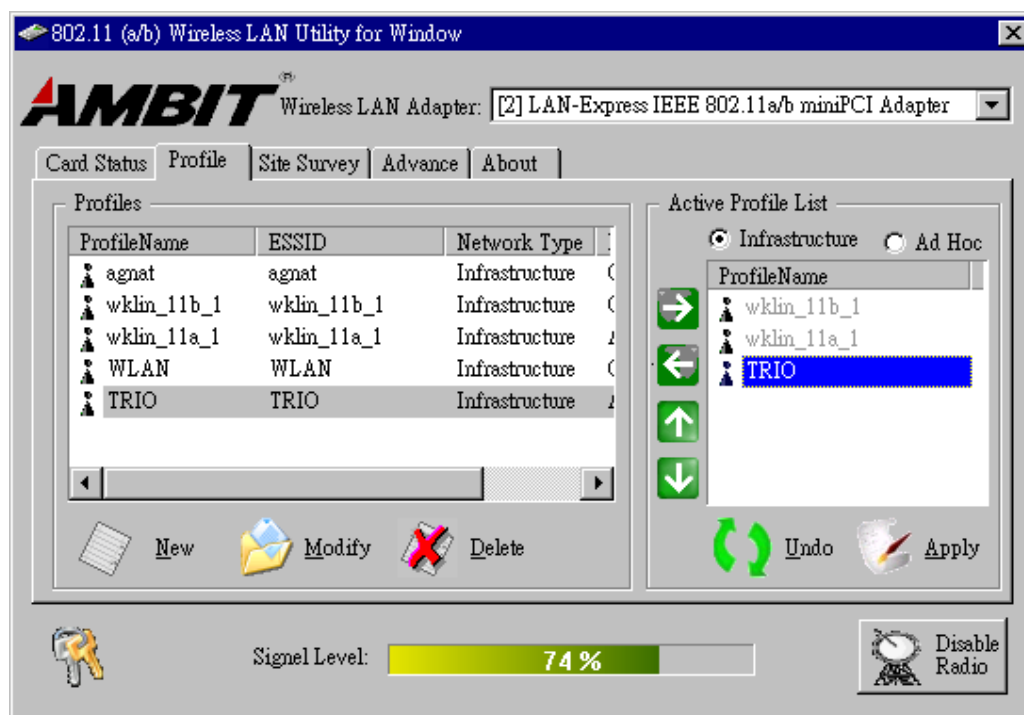 802.11 (a/b) Wireless LAN Utility for Window
AMBIT®
Wireless LAN Adapter: [2] LAN-Express IEEE 802.11a/b miniPCI Adapter
Card Status Profile Site Survey Advance About
Profiles
ProfileName ESSID Network Type
agnat agnat Infrastructure
wklin_11b_1 wklin_11b_1 Infrastructure
wklin_11a_1 wklin_11a_1 Infrastructure
WLAN WLAN Infrastructure
TRIO TRIO Infrastructure
New Modify Delete
Active Profile List
Infrastructure Ad Hoc
ProfileName
wklin_11b_1
wklin_11a_1
TRIO
Undo Apply
Signel Level: 74 %
Disable
Radio